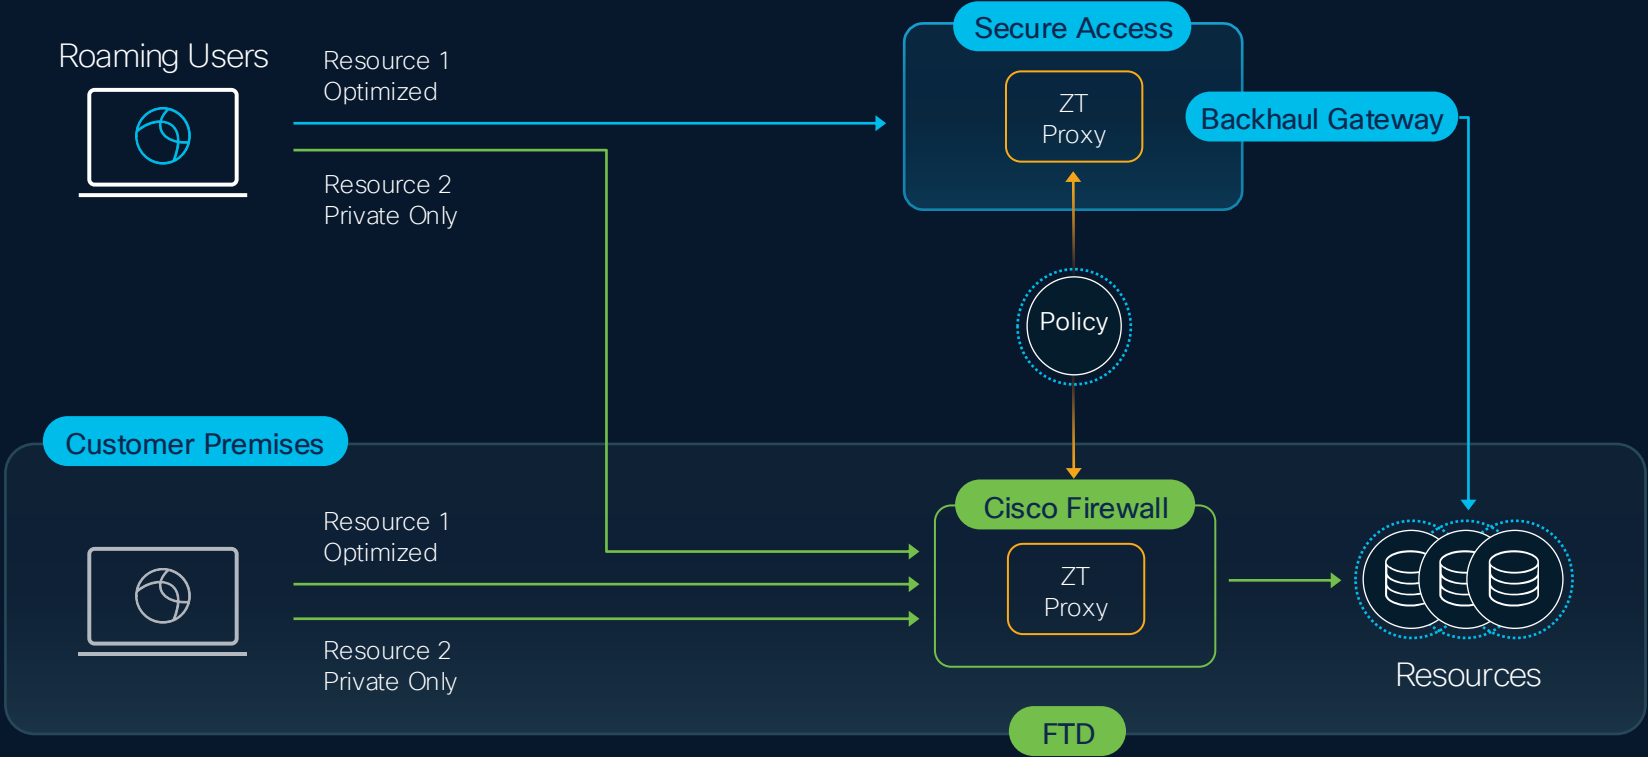 Roaming Users
Resource 1
Optimized
Resource 2
Private Only
Secure Access
ZT
Proxy
Backhaul Gateway
Policy
Customer Premises
Resource 1
Optimized
Resource 2
Private Only
Cisco Firewall
ZT
Proxy
Resources
FTD